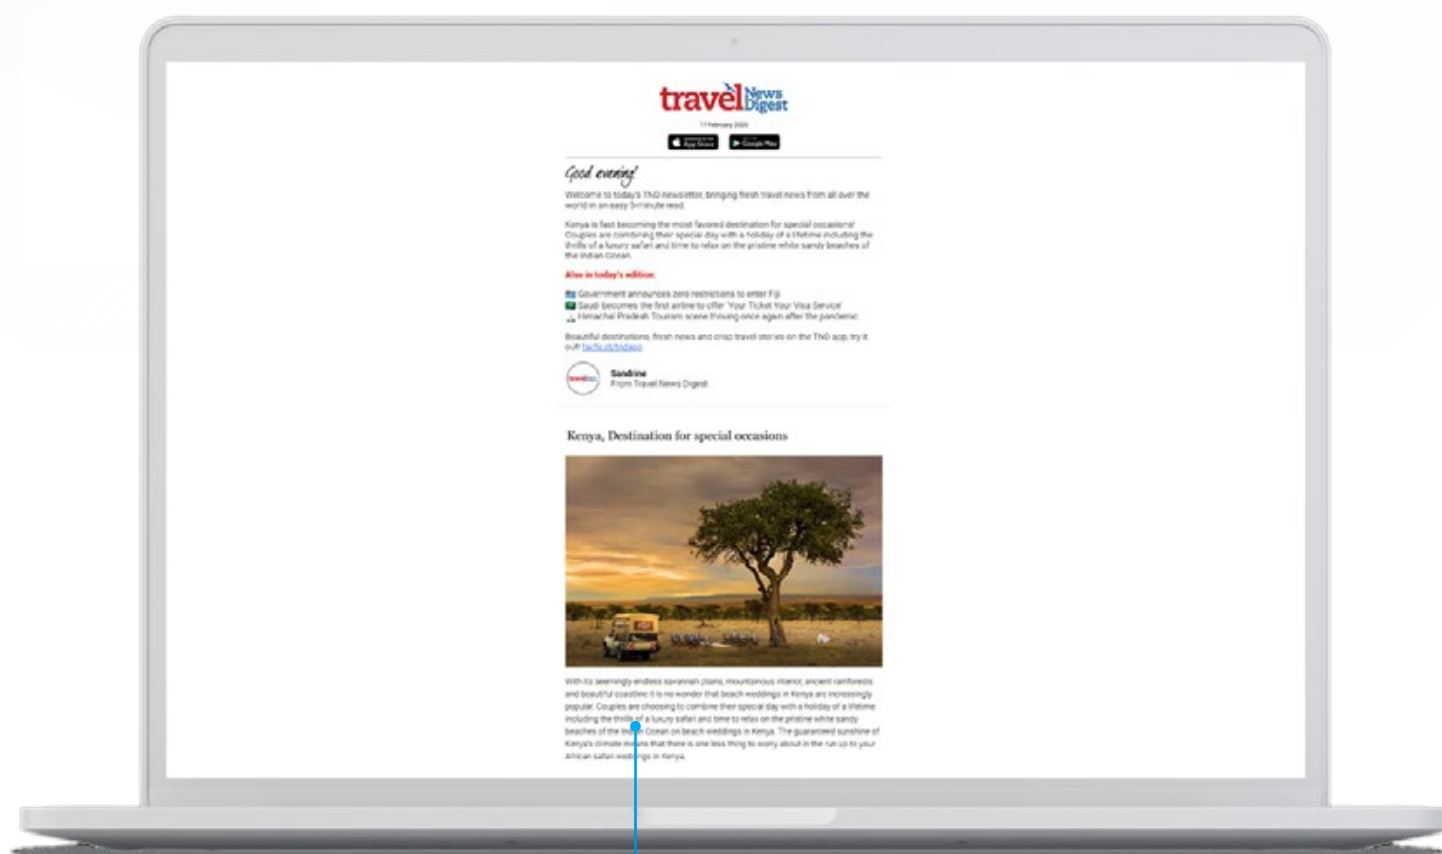 travel News Digest
17 February 2023
App Store Google Play
Good evening!
Welcome to today's TND newsletter, bringing fresh travel news from all over the
world in an easy 5-minute read.
Kenya is fast becoming the most favored destination for special occasions!
Couples are combining their special day with a holiday of a lifetime including the
thrills of a luxury safari and time to relax on the pristine white sandy beaches of
the Indian Ocean.
Also in today's edition:
Government announces zero restrictions to enter Fiji
Saudi becomes the first airline to offer 'Your Ticket Your Visa Service'
Himachal Pradesh Tourism scene thriving once again after the pandemic
Beautiful destinations, fresh news and crisp travel stories on the TND app, try it
out!
Sandrine
From Travel News Digest
Kenya, Destination for special occasions
With its seemingly endless savannah plains, mountainous interior, ancient rainforests
and beautiful coastline it is no wonder that beach weddings in Kenya are increasingly
popular. Couples are choosing to combine their special day with a holiday of a lifetime
including the thrills of a luxury safari and time to relax on the pristine white sandy
beaches of the Indian Ocean on beach weddings in Kenya. The guaranteed sunshine of
Kenya's climate means that there is one less thing to worry about in the run up to your
African safari weddings in Kenya.